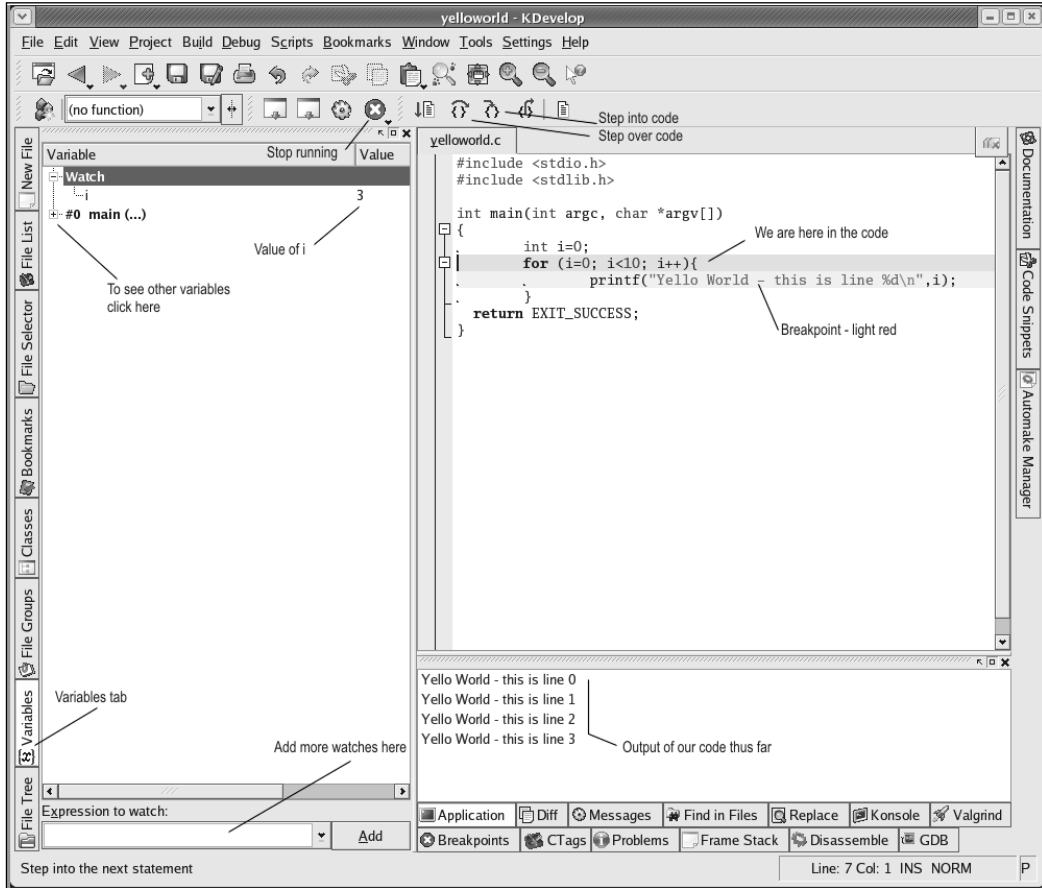 yelloworld - KDevelop
File Edit View Project Build Debug Scripts Bookmarks Window Tools Settings Help
(no function)
Step into code
Step over code
Stop running
New File
File List
File Selector
Bookmarks
Classes
File Groups
Variables
File Tree
Variable Value
Watch
i 3
#0 main (...)
Value of i
To see other variables
click here
Variables tab
Add more watches here
Expression to watch:
Add
yelloworld.c
#include <stdio.h>
#include <stdlib.h>
int main(int argc, char *argv[])
{
int i=0;
for (i=0; i<10; i++){
printf("Yello World - this is line %d\n",i);
}
return EXIT_SUCCESS;
}
We are here in the code
Breakpoint - light red
Documentation
Code Snippets
Automake Manager
Yello World - this is line 0
Yello World - this is line 1
Yello World - this is line 2
Yello World - this is line 3
Output of our code thus far
Application Diff Messages Find in Files Replace Konsole Valgrind
Breakpoints CTags Problems Frame Stack Disassemble GDB
Step into the next statement
Line: 7 Col: 1 INS NORM P